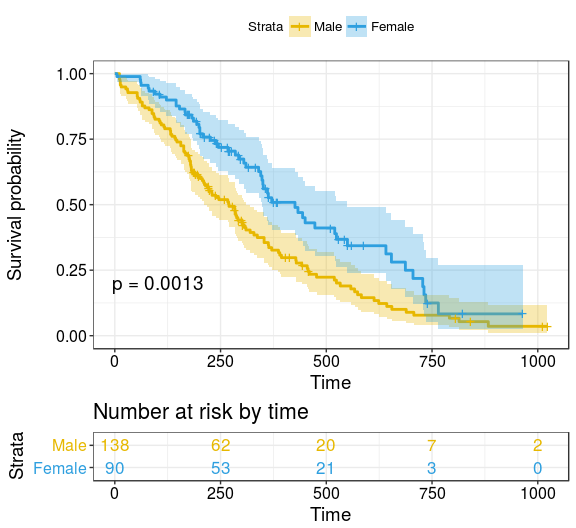 Strata Male Female
Survival probability
1.00
0.75
0.50
0.25
0.00
p = 0.0013
0 250 500 750 1000
Time
Number at risk by time
Strata
Male 138 62 20 7 2
Female 90 53 21 3 0
0 250 500 750 1000
Time